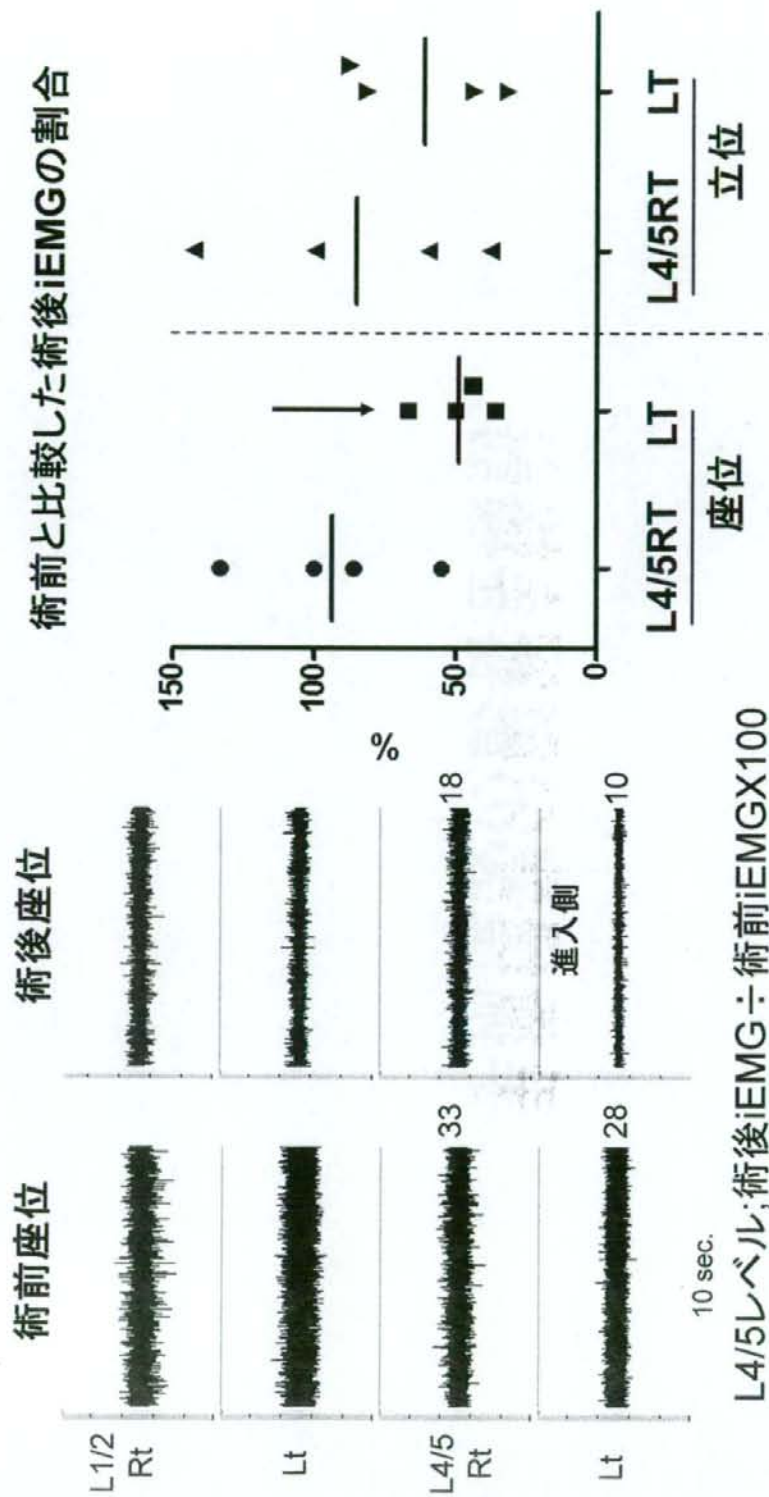 術前座位
術後座位
L1/2
Rt
Lt
L4/5
Rt
33
18
進入側
Lt
28
10
10 sec.
L4/5レベル;術後iEMG÷術前iEMGX100
術前と比較した術後iEMGの割合
%
150
100
50
0
L4/5RT LT
座位
L4/5RT LT
立位